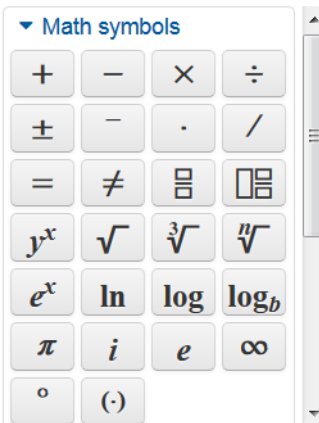 Math symbols
+ − × ÷
± − · /
= ≠
yˣ √ ∛ ⁿ√
eˣ ln log log_b
π i e ∞
° (·)